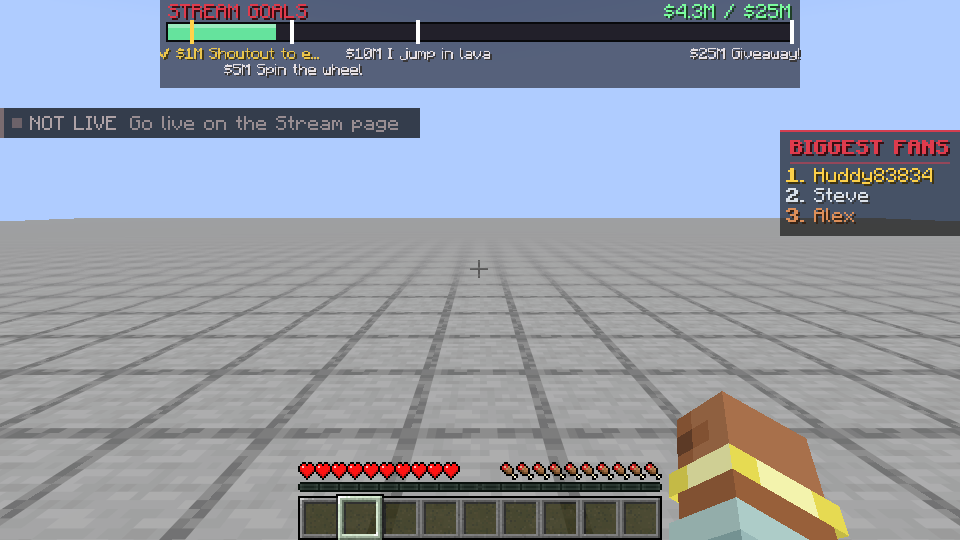 STREAM GOALS $4.3M / $25M
✔ $1M Shoutout to e... $10M I jump in lava $25M Giveaway!
$5M Spin the wheel
NOT LIVE Go live on the Stream page
BIGGEST FANS
1. Huddy83834
2. Steve
3. Alex